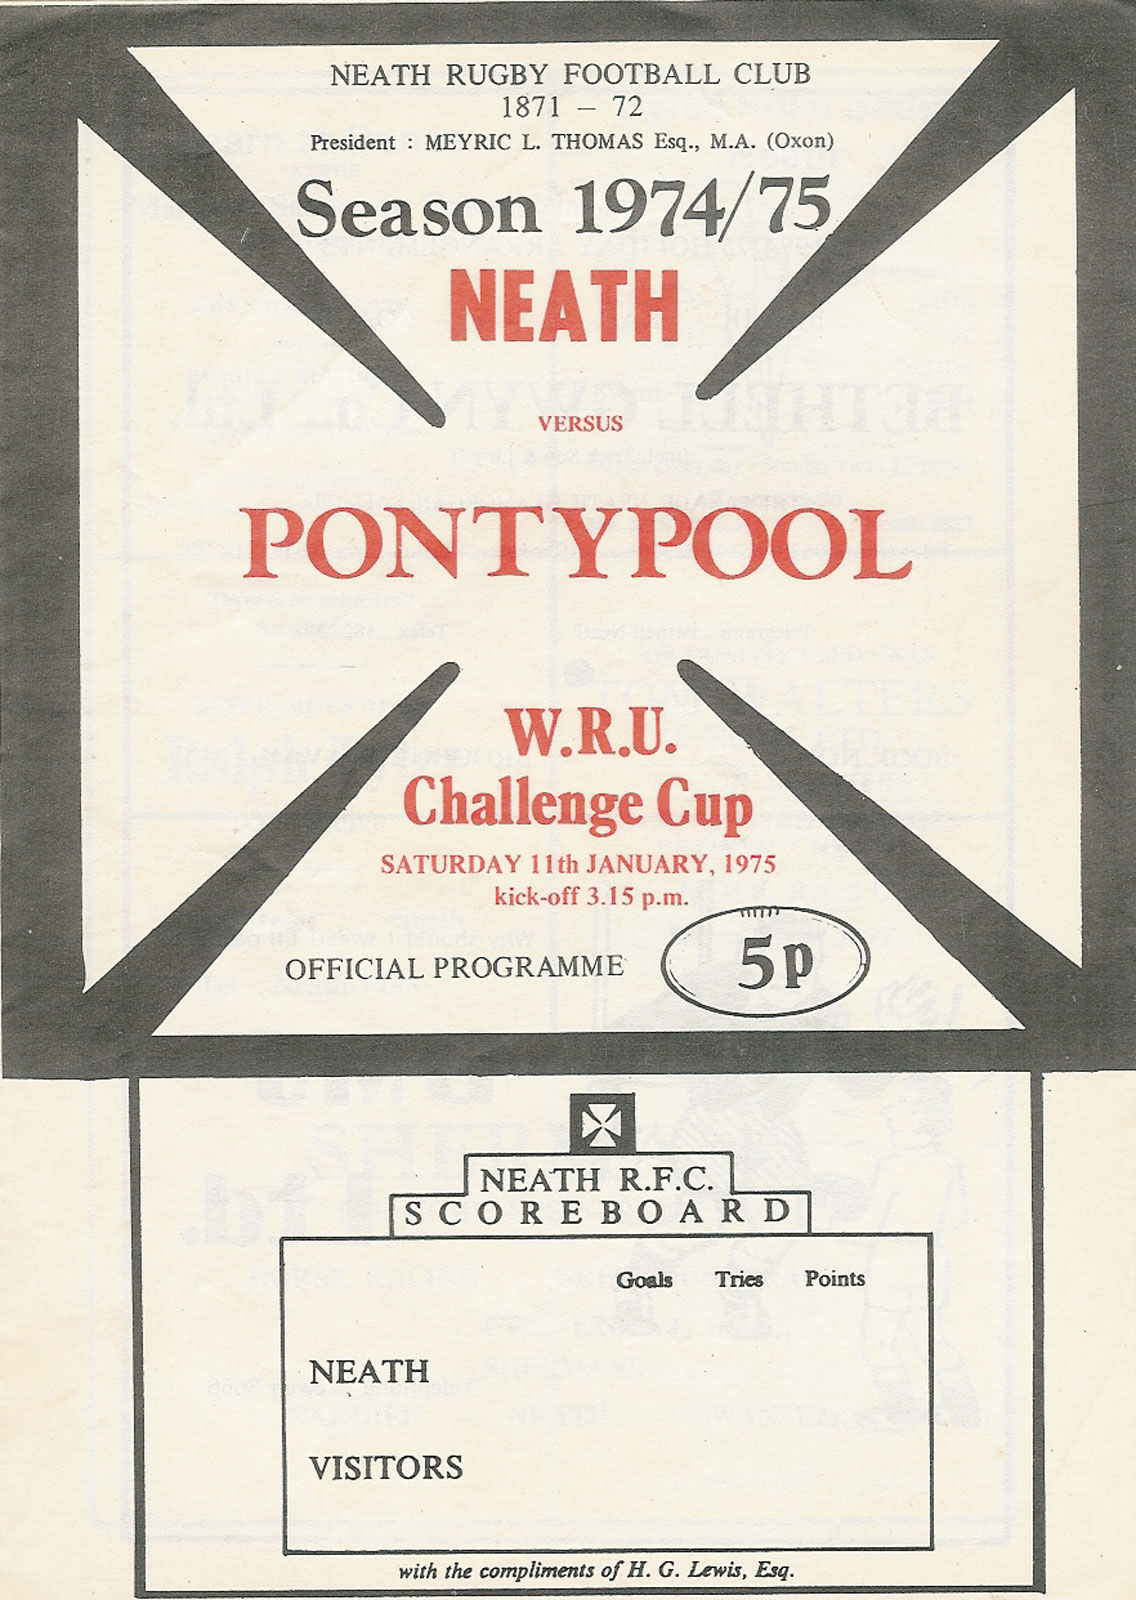 NEATH RUGBY FOOTBALL CLUB
1871 – 72
President : MEYRIC L. THOMAS Esq., M.A. (Oxon)
Season 1974/75
NEATH
VERSUS
PONTYPOOL
W.R.U.
Challenge Cup
SATURDAY 11th JANUARY, 1975
kick-off 3.15 p.m.
OFFICIAL PROGRAMME
5p
NEATH R.F.C.
SCOREBOARD
Goals Tries Points
NEATH
VISITORS
with the compliments of H. G. Lewis, Esq.